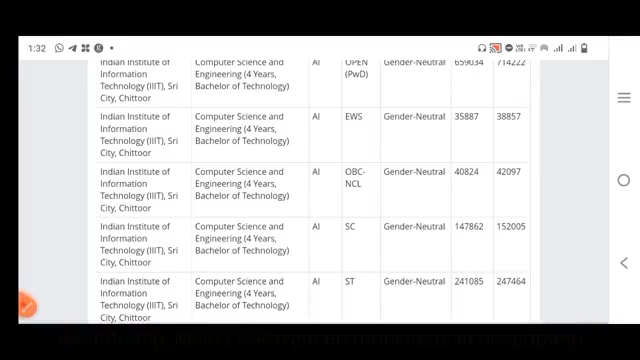 1:32
Indian Institute of Information Technology (IIIT), Sri City, Chittoor Computer Science and Engineering (4 Years, Bachelor of Technology) AI OPEN (PwD) Gender-Neutral 659034 714222
Indian Institute of Information Technology (IIIT), Sri City, Chittoor Computer Science and Engineering (4 Years, Bachelor of Technology) AI EWS Gender-Neutral 35887 38857
Indian Institute of Information Technology (IIIT), Sri City, Chittoor Computer Science and Engineering (4 Years, Bachelor of Technology) AI OBC-NCL Gender-Neutral 40824 42097
Indian Institute of Information Technology (IIIT), Sri City, Chittoor Computer Science and Engineering (4 Years, Bachelor of Technology) AI SC Gender-Neutral 147862 152005
Indian Institute of Information Technology (IIIT), Sri City, Chittoor Computer Science and Engineering (4 Years, Bachelor of Technology) AI ST Gender-Neutral 241085 247464